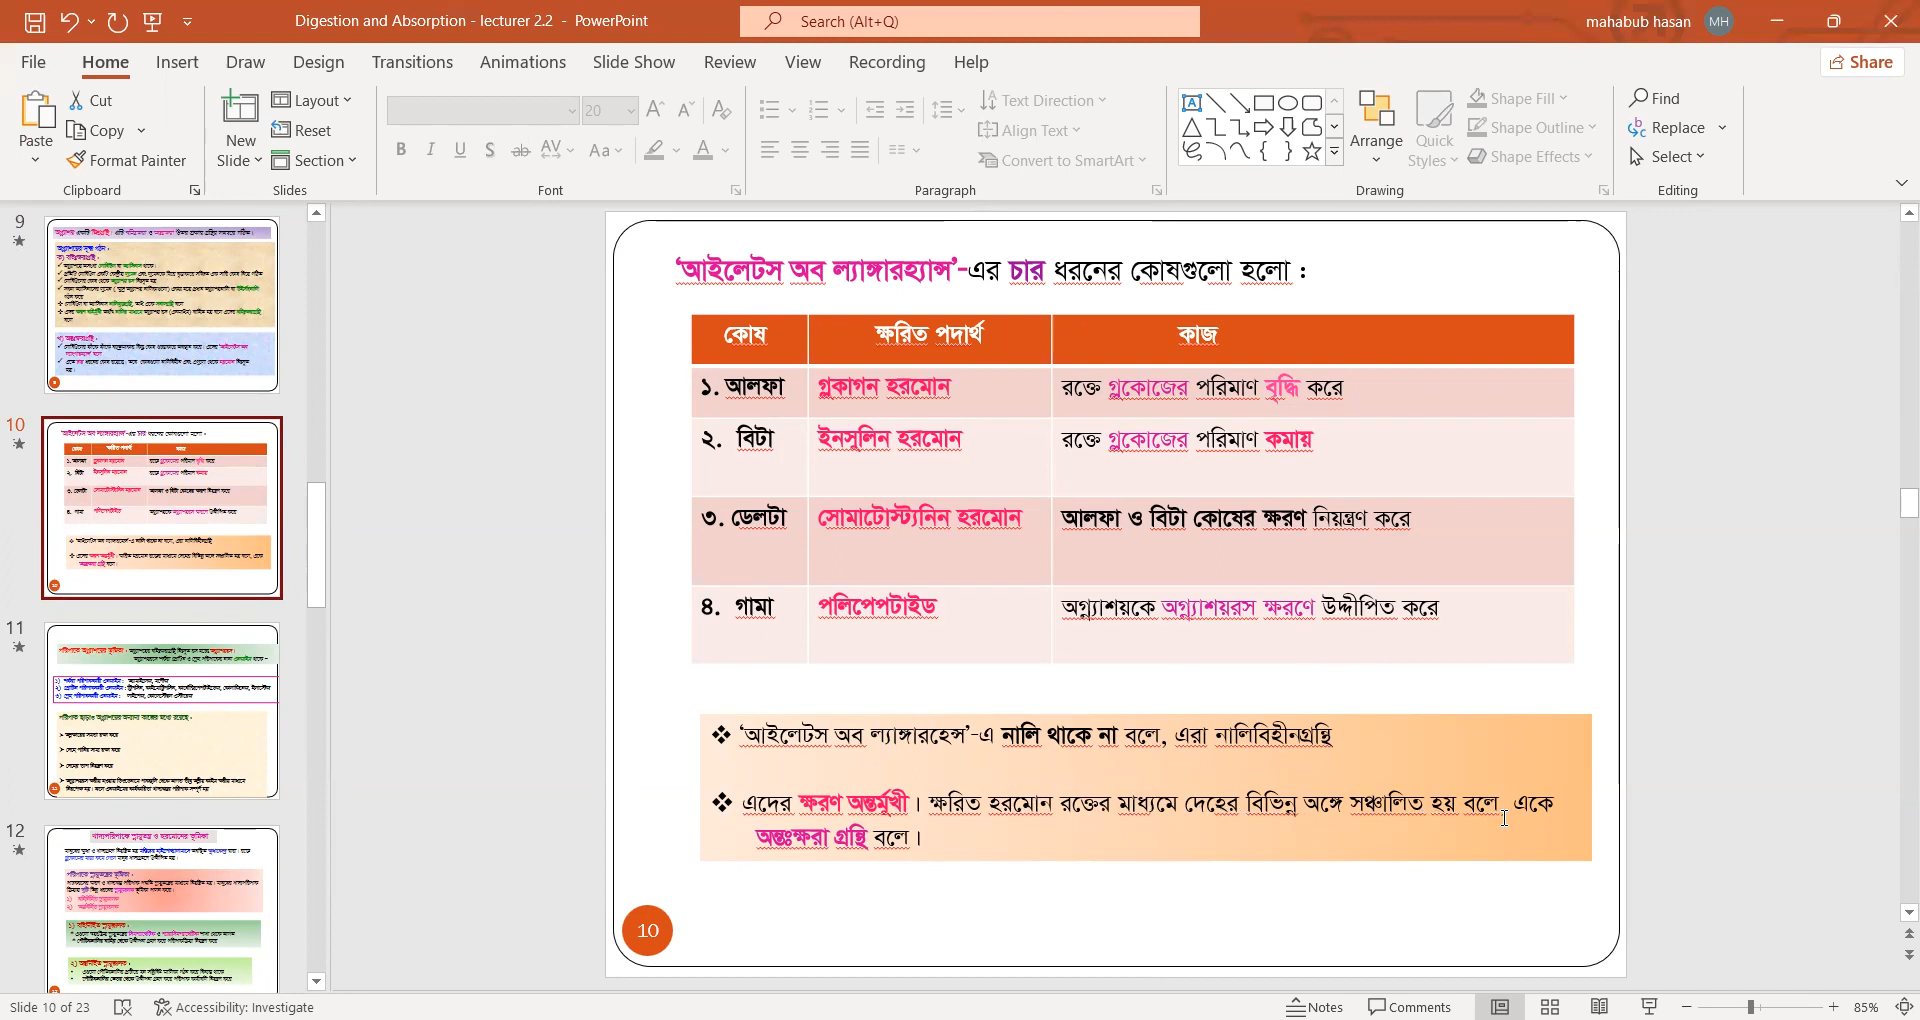 Digestion and Absorption - lecturer 2.2 - PowerPoint
Search (Alt+Q)
mahabub hasan MH
File Home Insert Draw Design Transitions Animations Slide Show Review View Recording Help Share
Paste
Cut
Copy
Format Painter
Clipboard
New Slide
Layout
Reset
Section
Slides
20
B I U S ab AV Aa A
Font
Text Direction
Align Text
Convert to SmartArt
Paragraph
Arrange
Quick Styles
Shape Fill
Shape Outline
Shape Effects
Drawing
Find
Replace
Select
Editing
9
10
11
12
‘আইলেটস অব ল্যাঙ্গারহ্যান্স’-এর চার ধরনের কোষগুলো হলো :
কোষ ক্ষরিত পদার্থ কাজ
১. আলফা গ্লুকাগন হরমোন রক্তে গ্লুকোজের পরিমাণ বৃদ্ধি করে
২. বিটা ইনসুলিন হরমোন রক্তে গ্লুকোজের পরিমাণ কমায়
৩. ডেলটা সোমাটোস্ট্যনিন হরমোন আলফা ও বিটা কোষের ক্ষরণ নিয়ন্ত্রণ করে
৪. গামা পলিপেপটাইড অগ্ন্যাশয়কে অগ্ন্যাশয়রস ক্ষরণে উদ্দীপিত করে
❖ ‘আইলেটস অব ল্যাঙ্গারহেন্স’-এ নালি থাকে না বলে, এরা নালিবিহীনগ্রন্থি
❖ এদের ক্ষরণ অন্তর্মুখী। ক্ষরিত হরমোন রক্তের মাধ্যমে দেহের বিভিন্ন অঙ্গে সঞ্চালিত হয় বলে, একে
অন্তঃক্ষরা গ্রন্থি বলে।
10
Slide 10 of 23
Accessibility: Investigate
Notes
Comments
85%